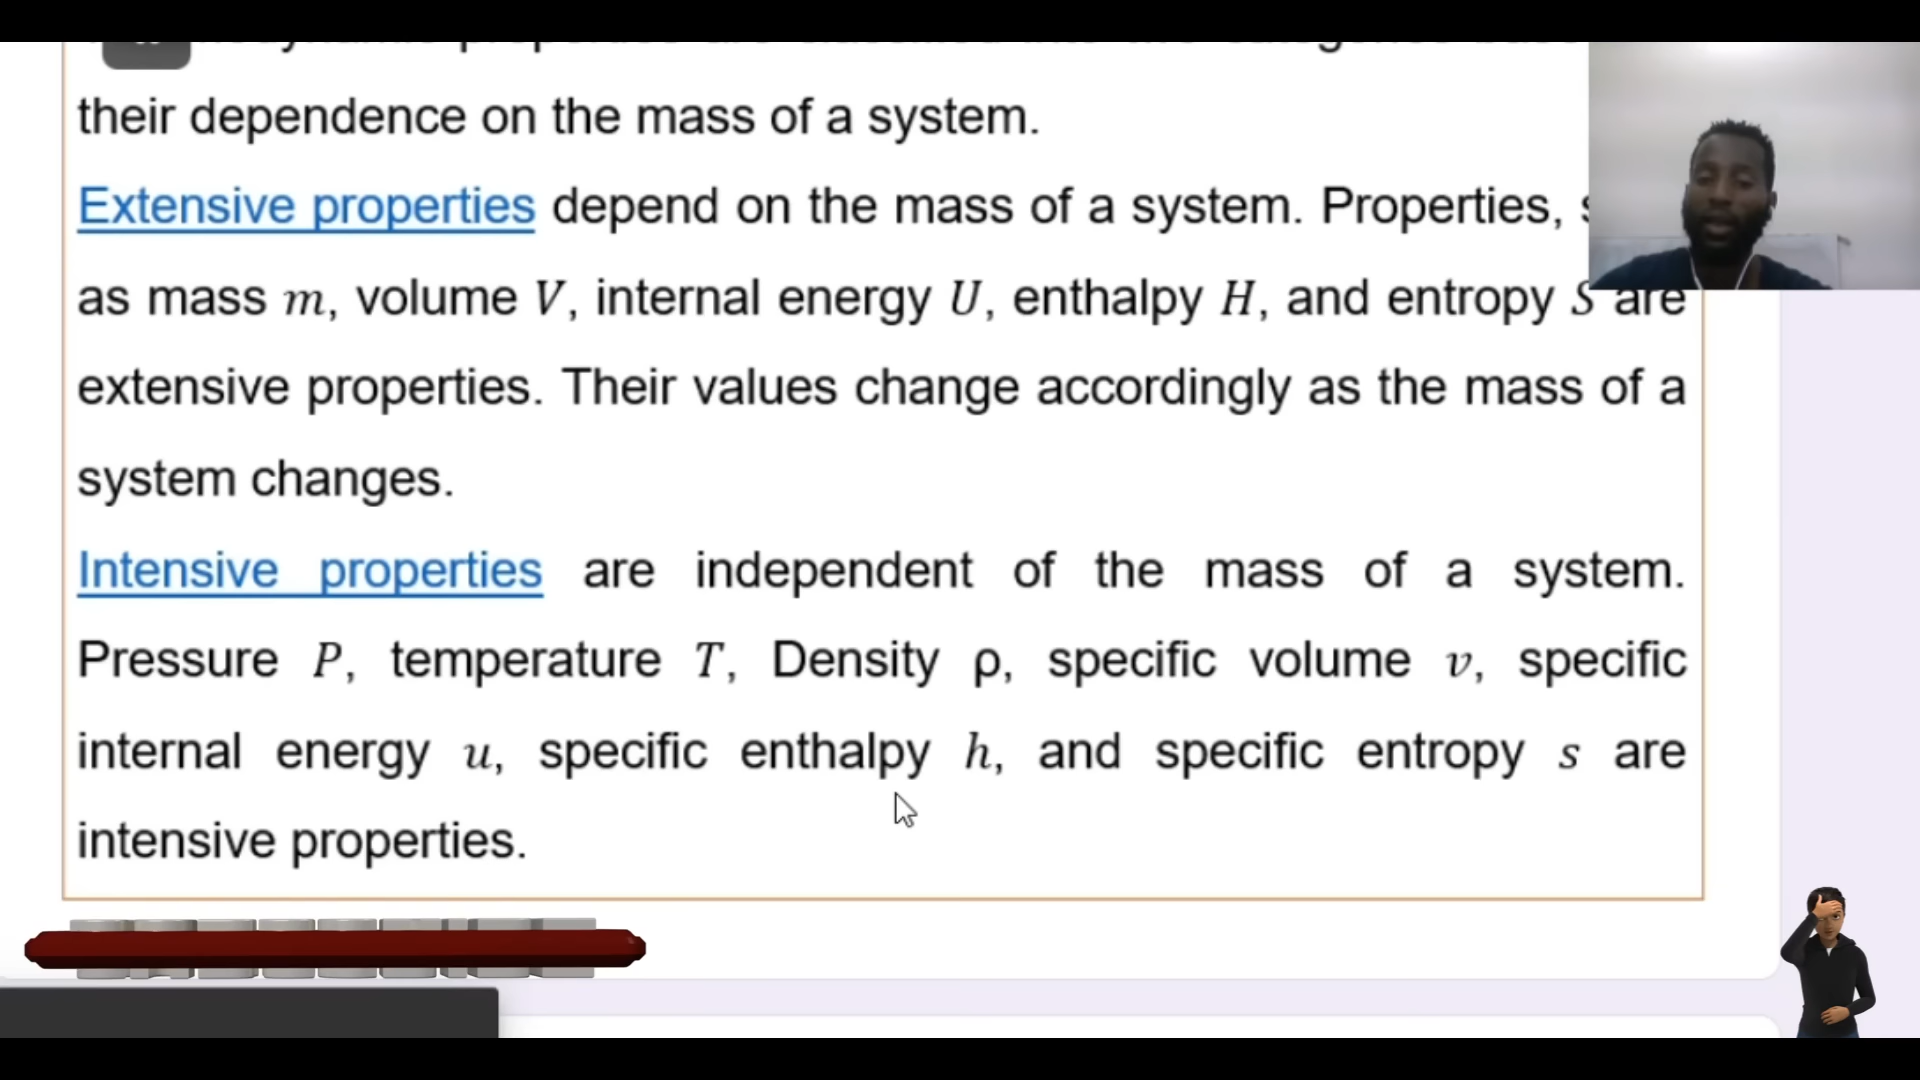 their dependence on the mass of a system.
Extensive properties depend on the mass of a system. Properties,
as mass m, volume V, internal energy U, enthalpy H, and entropy S are
extensive properties. Their values change accordingly as the mass of a
system changes.
Intensive properties are independent of the mass of a system.
Pressure P, temperature T, Density ρ, specific volume v, specific
internal energy u, specific enthalpy h, and specific entropy s are
intensive properties.